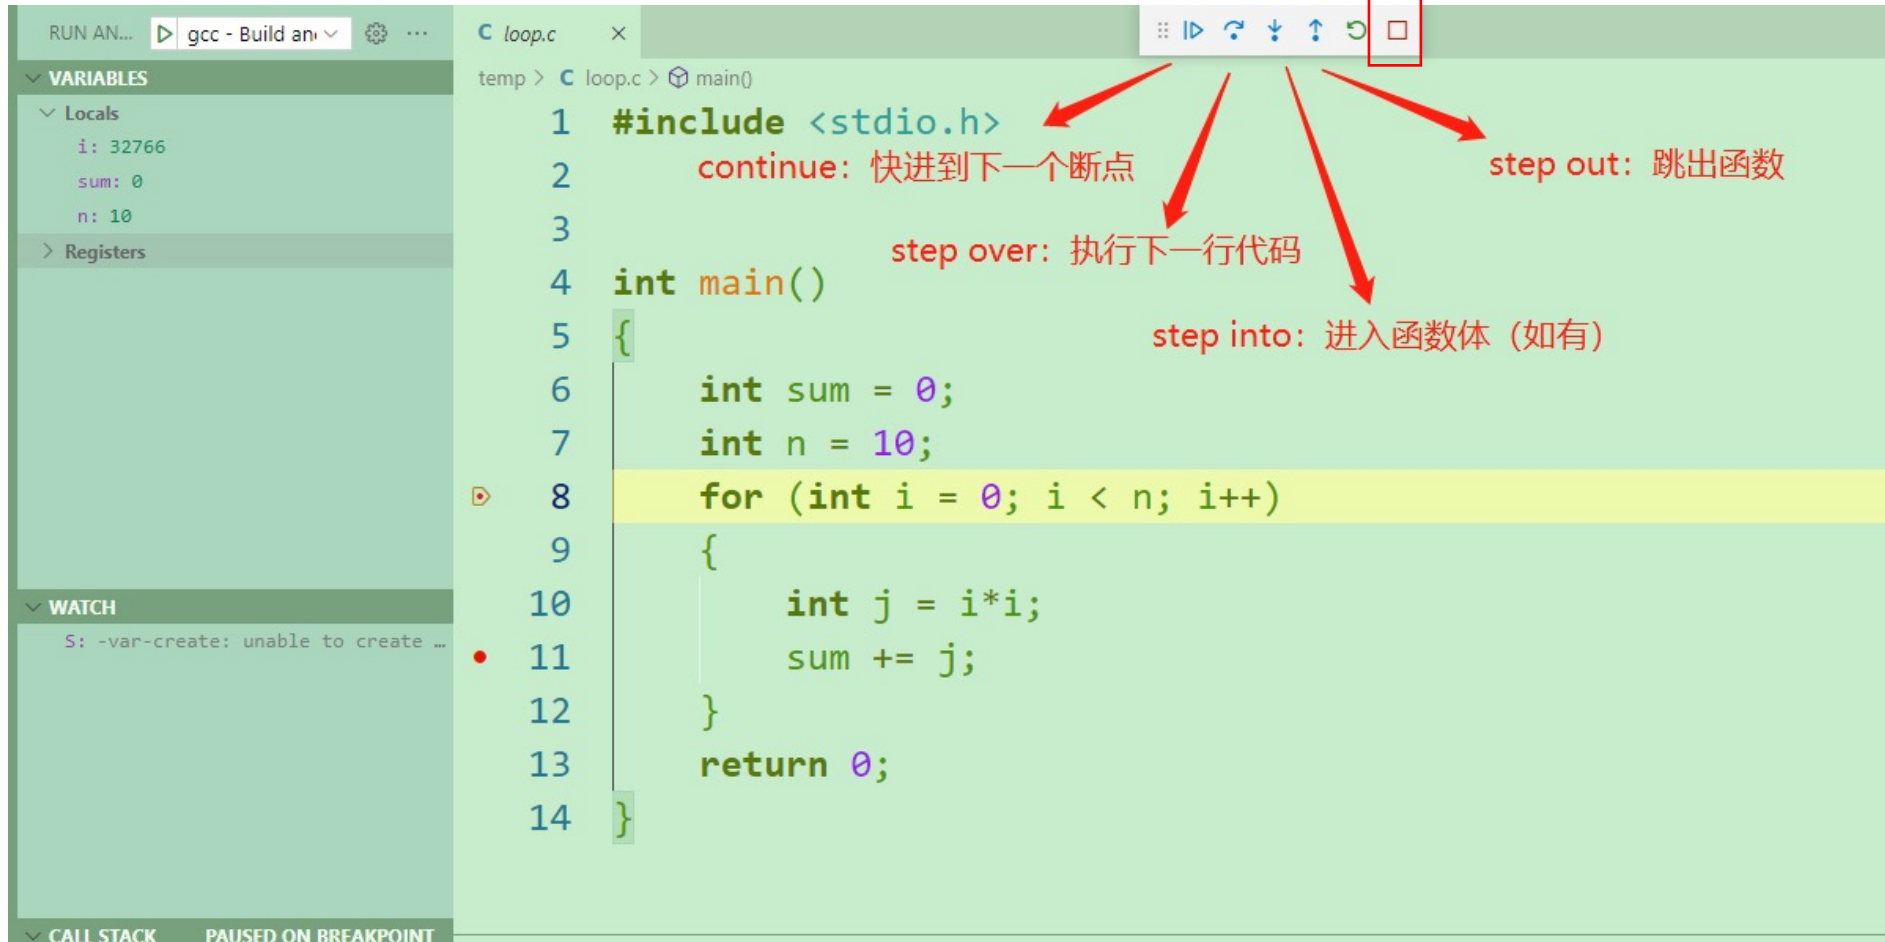 RUN AN... gcc - Build an ···
VARIABLES
Locals
i: 32766
sum: 0
n: 10
Registers
WATCH
S: -var-create: unable to create …
CALL STACK PAUSED ON BREAKPOINT
C loop.c ×
temp > C loop.c > main()
1 #include <stdio.h>
continue：快进到下一个断点
step out：跳出函数
2
3
step over：执行下一行代码
4 int main()
step into：进入函数体（如有）
5 {
6 int sum = 0;
7 int n = 10;
8 for (int i = 0; i < n; i++)
9 {
10 int j = i*i;
11 sum += j;
12 }
13 return 0;
14 }